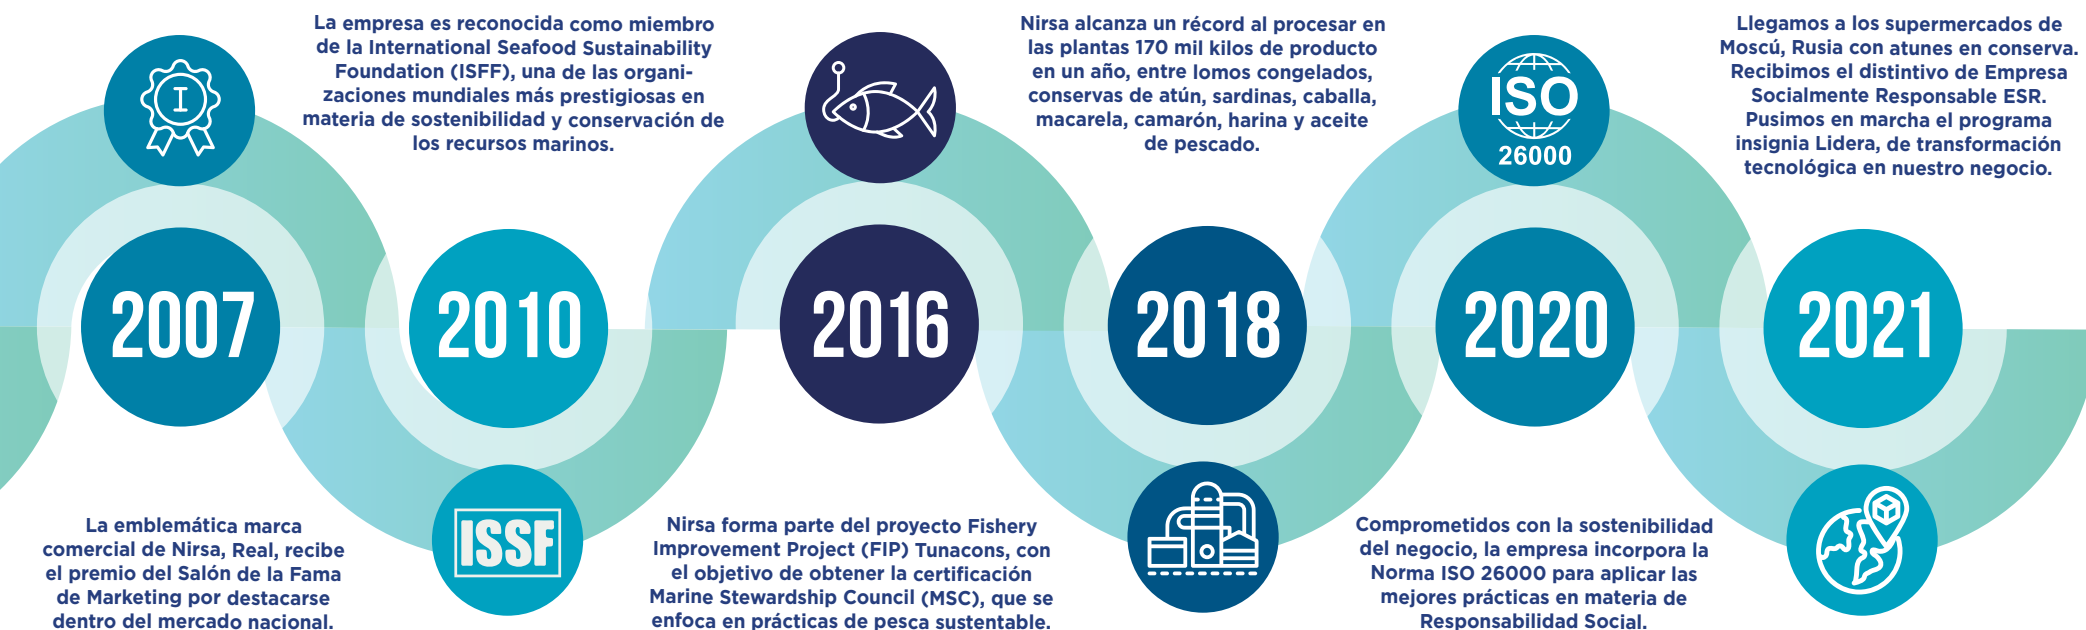 I
2007
La emblemática marca
comercial de Nirsa, Real, recibe
el premio del Salón de la Fama
de Marketing por destacarse
dentro del mercado nacional.
La empresa es reconocida como miembro
de la International Seafood Sustainability
Foundation (ISFF), una de las organi-
zaciones mundiales más prestigiosas en
materia de sostenibilidad y conservación de
los recursos marinos.
2010
ISSF
2016
Nirsa forma parte del proyecto Fishery
Improvement Project (FIP) Tunacons, con
el objetivo de obtener la certificación
Marine Stewardship Council (MSC), que se
enfoca en prácticas de pesca sustentable.
Nirsa alcanza un récord al procesar en
las plantas 170 mil kilos de producto
en un año, entre lomos congelados,
conservas de atún, sardinas, caballa,
macarela, camarón, harina y aceite
de pescado.
2018
ISO
26000
2020
Comprometidos con la sostenibilidad
del negocio, la empresa incorpora la
Norma ISO 26000 para aplicar las
mejores prácticas en materia de
Responsabilidad Social.
Llegamos a los supermercados de
Moscú, Rusia con atunes en conserva.
Recibimos el distintivo de Empresa
Socialmente Responsable ESR.
Pusimos en marcha el programa
insignia Lidera, de transformación
tecnológica en nuestro negocio.
2021